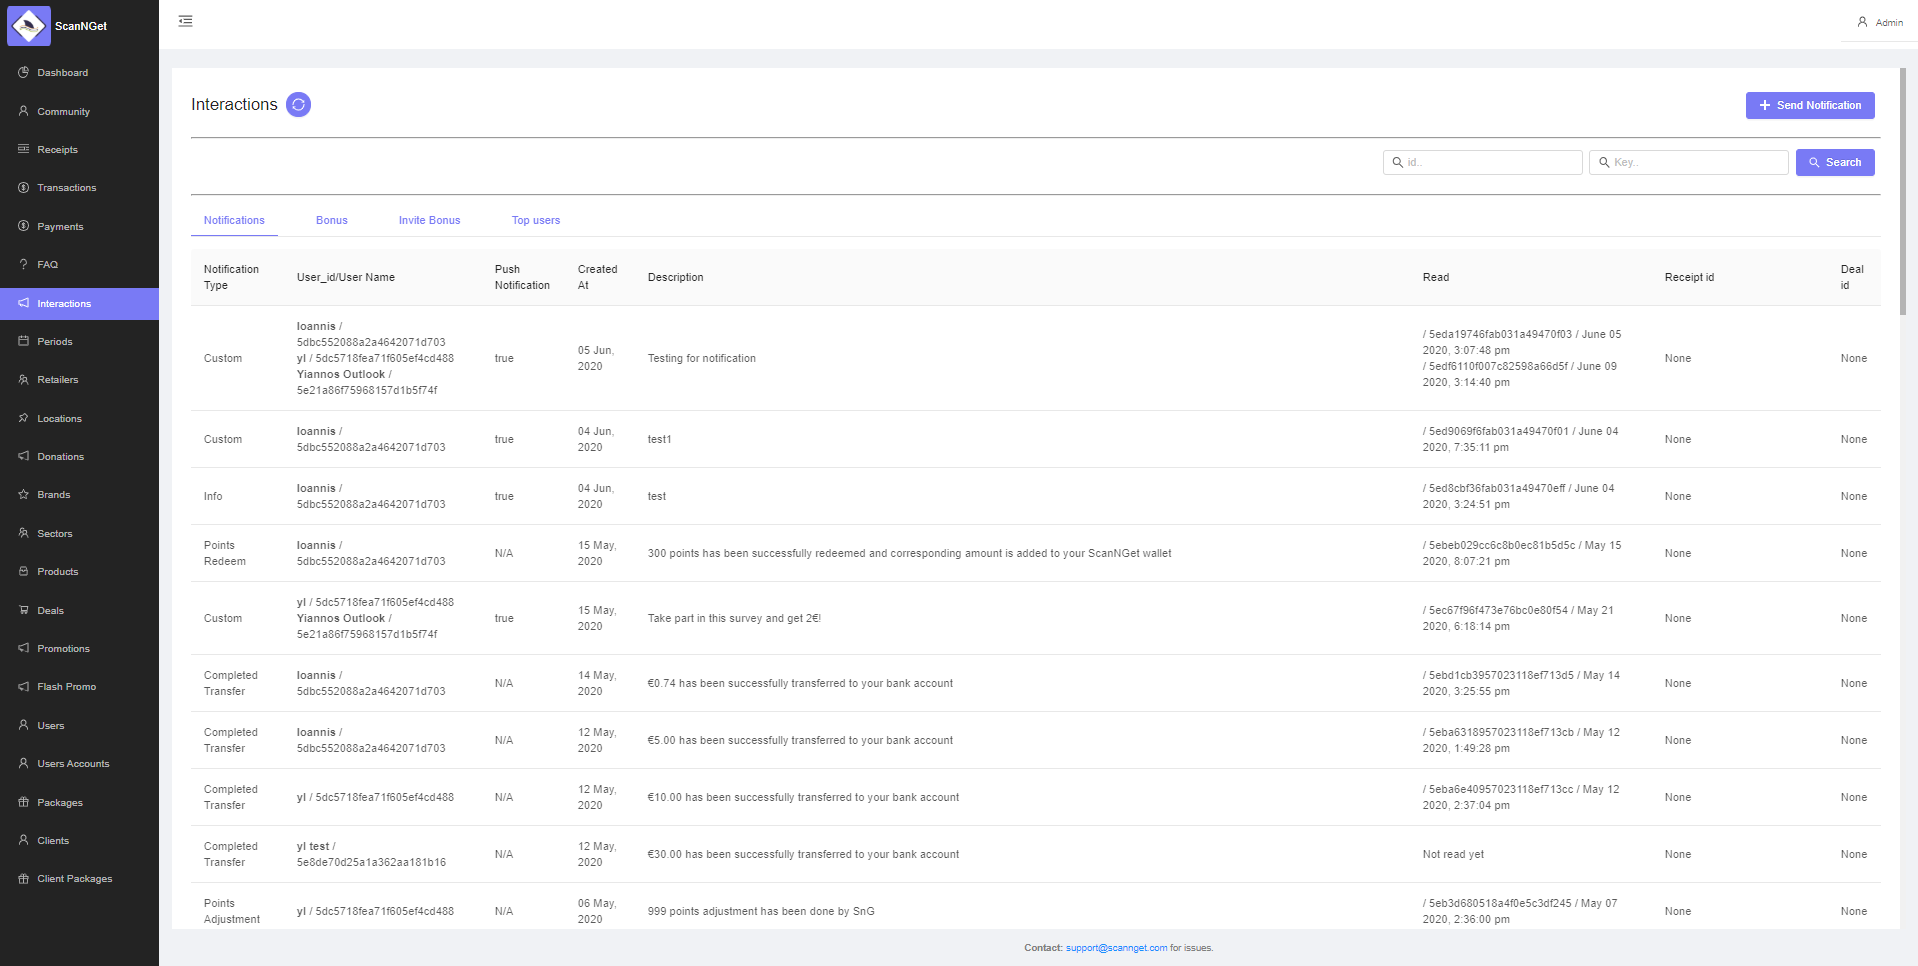 ScanNGet
Admin
Dashboard
Community
Receipts
Transactions
Payments
FAQ
Interactions
Periods
Retailers
Locations
Donations
Brands
Sectors
Products
Deals
Promotions
Flash Promo
Users
Users Accounts
Packages
Clients
Client Packages
Interactions
Send Notification
id..
Key..
Search
Notifications Bonus Invite Bonus Top users
Notification Type User_id/User Name Push Notification Created At Description Read Receipt id Deal id
Custom
Ioannis /
5dbc552088a2a4642071d703
yl / 5dc5718fea71f605ef4cd488
Yiannos Outlook /
5e21a86f75968157d1b5f74f
true
05 Jun,
2020
Testing for notification
/ 5eda19746fab031a49470f03 / June 05
2020, 3:07:48 pm
/ 5edf6110f007c82598a66d5f / June 09
2020, 3:14:40 pm
None
None
Custom
Ioannis /
5dbc552088a2a4642071d703
true
04 Jun,
2020
test1
/ 5ed9069f6fab031a49470f01 / June 04
2020, 7:35:11 pm
None
None
Info
Ioannis /
5dbc552088a2a4642071d703
true
04 Jun,
2020
test
/ 5ed8cbf36fab031a49470eff / June 04
2020, 3:24:51 pm
None
None
Points
Redeem
Ioannis /
5dbc552088a2a4642071d703
N/A
15 May,
2020
300 points has been successfully redeemed and corresponding amount is added to your ScanNGet wallet
/ 5ebeb029cc6c8b0ec81b5d5c / May 15
2020, 8:07:21 pm
None
None
Custom
yl / 5dc5718fea71f605ef4cd488
Yiannos Outlook /
5e21a86f75968157d1b5f74f
true
15 May,
2020
Take part in this survey and get 2€!
/ 5ec67f96f473e76bc0e80f54 / May 21
2020, 6:18:14 pm
None
None
Completed
Transfer
Ioannis /
5dbc552088a2a4642071d703
N/A
14 May,
2020
€0.74 has been successfully transferred to your bank account
/ 5ebd1cb3957023118ef713d5 / May 14
2020, 3:25:55 pm
None
None
Completed
Transfer
Ioannis /
5dbc552088a2a4642071d703
N/A
12 May,
2020
€5.00 has been successfully transferred to your bank account
/ 5eba6318957023118ef713cb / May 12
2020, 1:49:28 pm
None
None
Completed
Transfer
yl / 5dc5718fea71f605ef4cd488
N/A
12 May,
2020
€10.00 has been successfully transferred to your bank account
/ 5eba6e40957023118ef713cc / May 12
2020, 2:37:04 pm
None
None
Completed
Transfer
yl test /
5e8de70d25a1a362aa181b16
N/A
12 May,
2020
€30.00 has been successfully transferred to your bank account
Not read yet
None
None
Points
Adjustment
yl / 5dc5718fea71f605ef4cd488
N/A
06 May,
2020
999 points adjustment has been done by SnG
/ 5eb3d680518a4f0e5c3df245 / May 07
2020, 2:36:00 pm
None
None
Contact: support@scannget.com for issues.